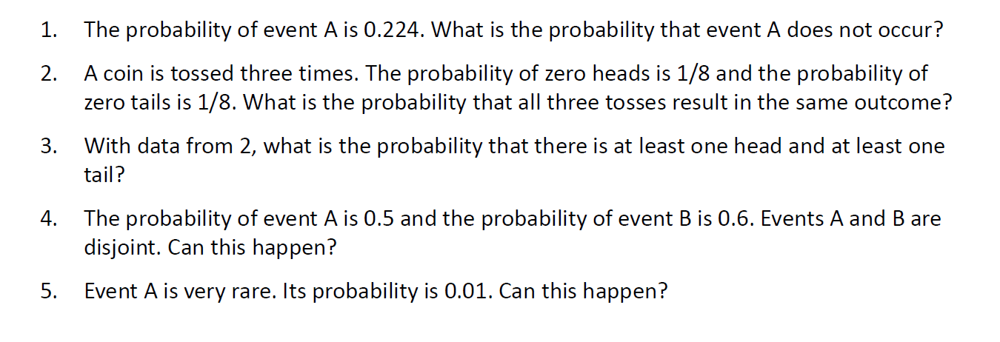 1. The probability of event A is 0.224. What is the probability that event A does not occur?
2. A coin is tossed three times. The probability of zero heads is 1/8 and the probability of
zero tails is 1/8. What is the probability that all three tosses result in the same outcome?
3. With data from 2, what is the probability that there is at least one head and at least one
tail?
4. The probability of event A is 0.5 and the probability of event B is 0.6. Events A and B are
disjoint. Can this happen?
5. Event A is very rare. Its probability is 0.01. Can this happen?